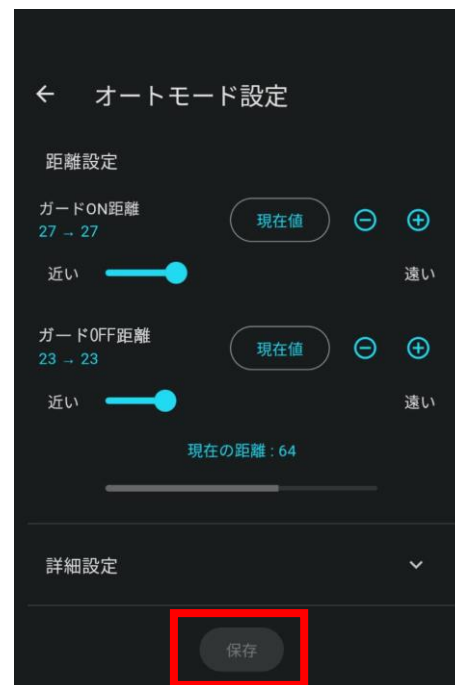 オートモード設定
距離設定
ガードON距離
27 → 27
現在値
近い
遠い
ガードOFF距離
23 → 23
現在値
近い
遠い
現在の距離 : 64
詳細設定
保存